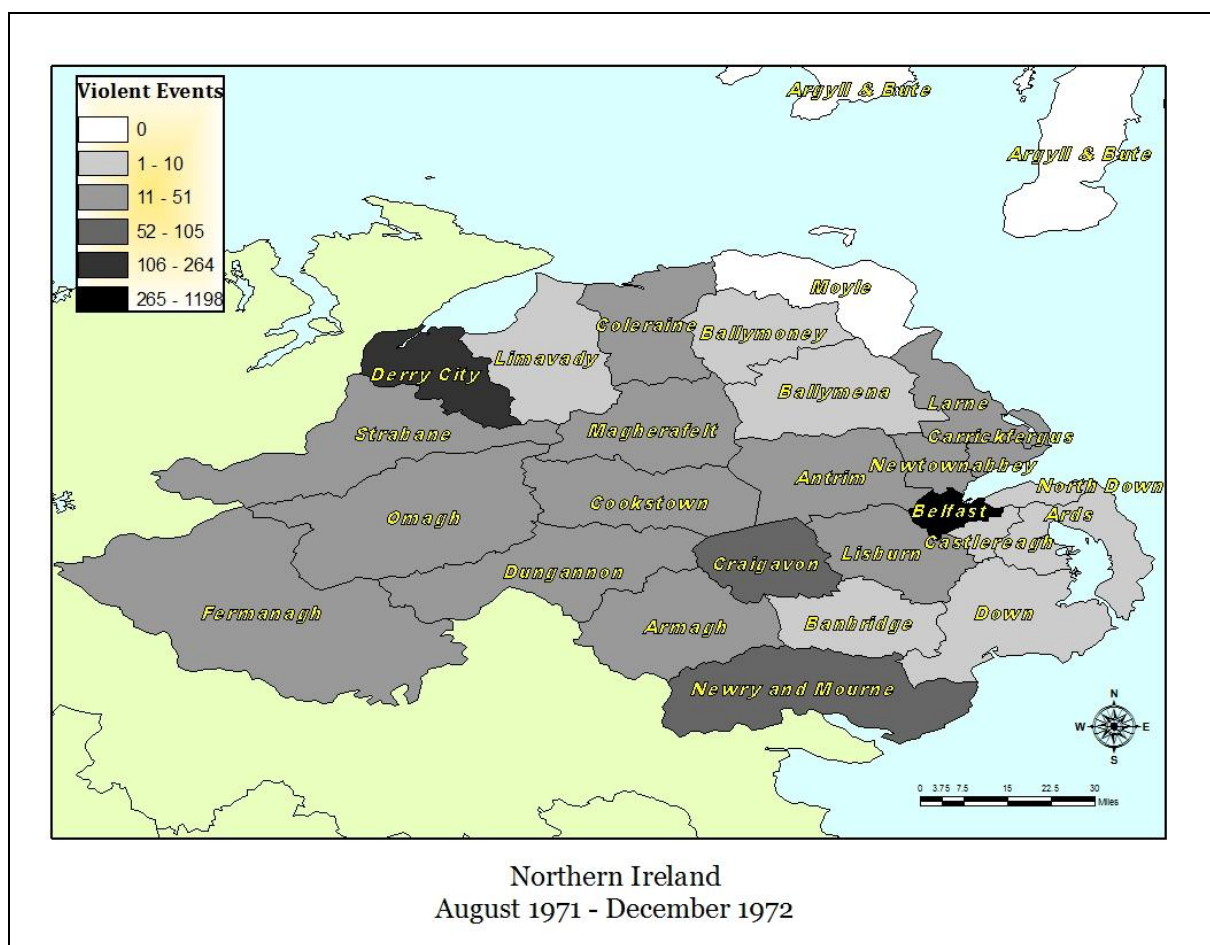 Violent Events
0
1 - 10
11 - 51
52 - 105
106 - 264
265 - 1198
Argyll & Bute
Argyll & Bute
Moyle
Coleraine
Ballymoney
Limavady
Derry City
Ballymena
Larne
Strabane
Magherafelt
Carrickfergus
Newtownabbey
Antrim
North Down
Cookstown
Belfast
Ards
Omagh
Castlereagh
Lisburn
Craigavon
Dungannon
Fermanagh
Armagh
Banbridge
Down
Newry and Mourne
N
W E
S
0 3.75 7.5 15 22.5 30
Miles
Northern Ireland
August 1971 - December 1972